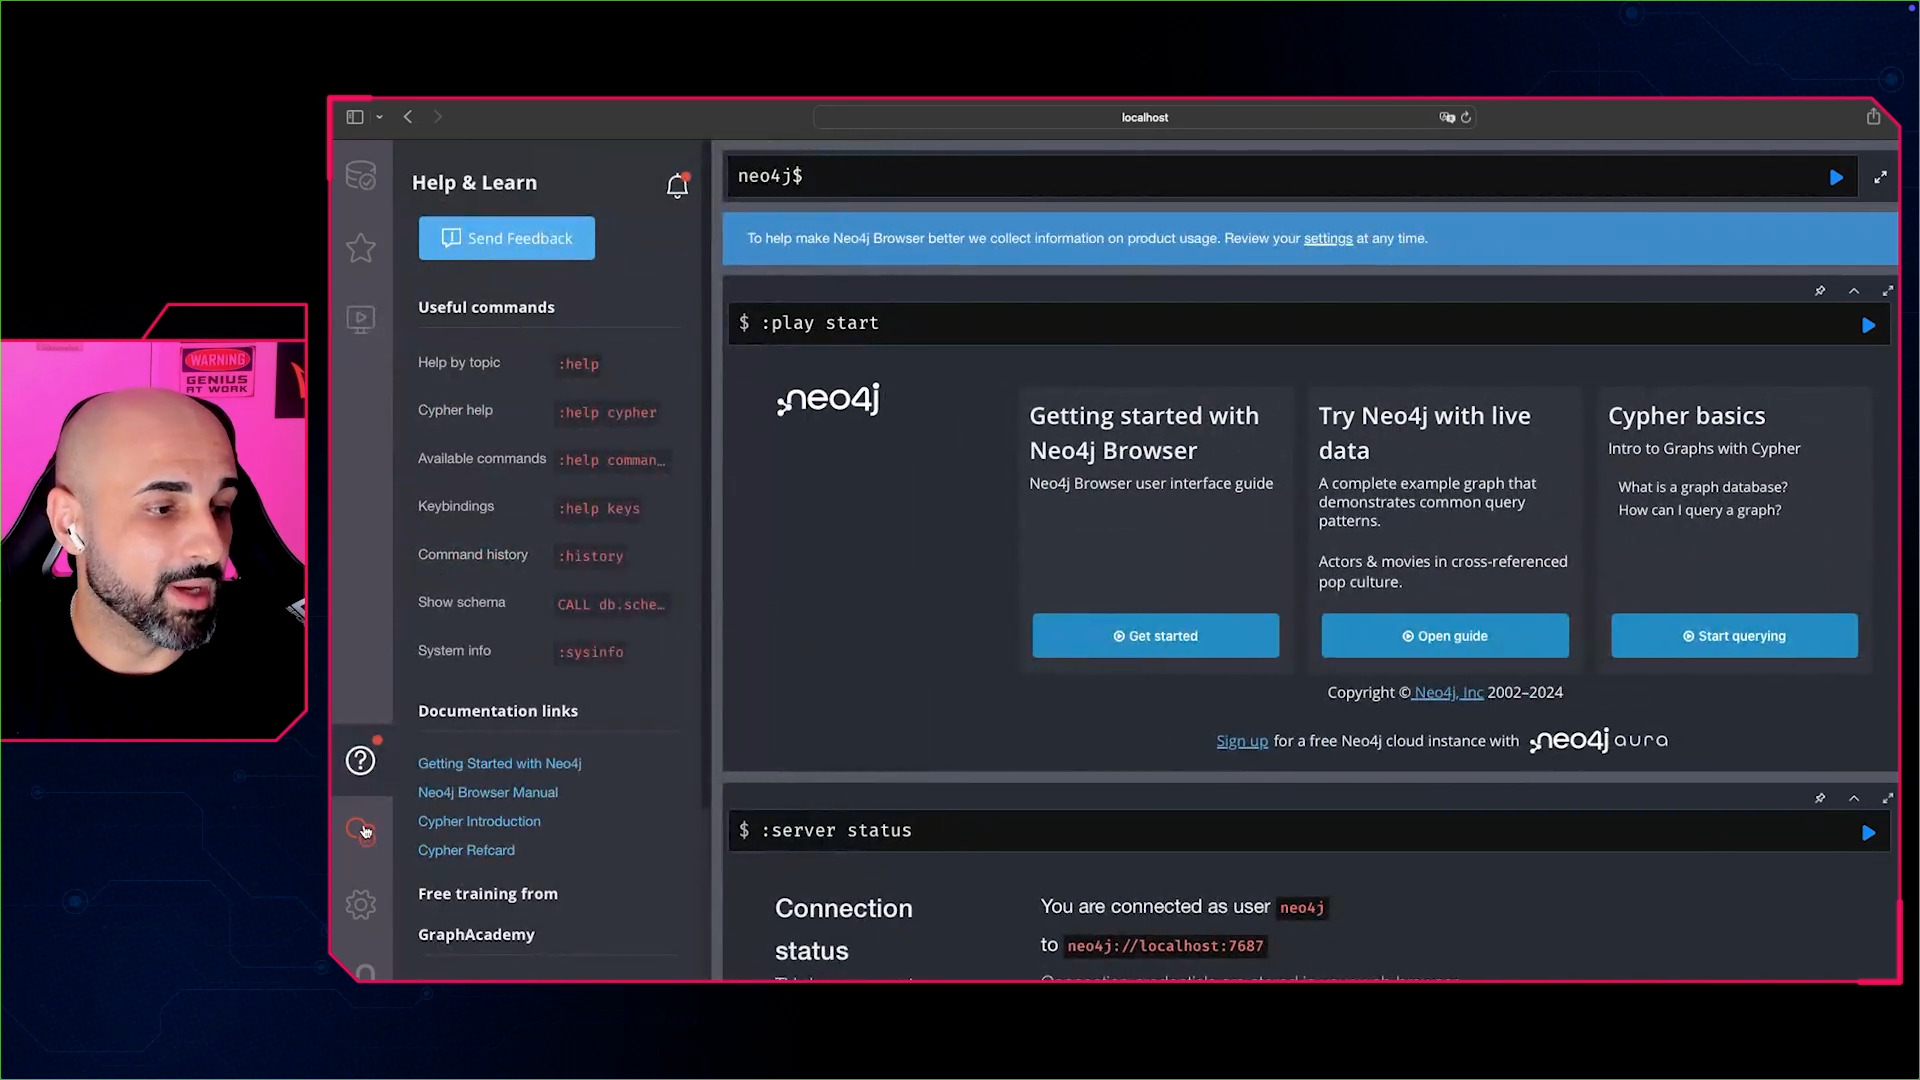 localhost
Help & Learn
Send Feedback
Useful commands
Help by topic :help
Cypher help :help cypher
Available commands :help comman…
Keybindings :help keys
Command history :history
Show schema CALL db.sche…
System info :sysinfo
Documentation links
Getting Started with Neo4j
Neo4j Browser Manual
Cypher Introduction
Cypher Refcard
Free training from
GraphAcademy
neo4j$
To help make Neo4j Browser better we collect information on product usage. Review your settings at any time.
$ :play start
neo4j
Getting started with
Neo4j Browser
Neo4j Browser user interface guide
Get started
Try Neo4j with live
data
A complete example graph that
demonstrates common query
patterns.
Actors & movies in cross-referenced
pop culture.
Open guide
Cypher basics
Intro to Graphs with Cypher
What is a graph database?
How can I query a graph?
Start querying
Copyright © Neo4j, Inc 2002–2024
Sign up for a free Neo4j cloud instance with neo4j aura
$ :server status
Connection
status
You are connected as user neo4j
to neo4j://localhost:7687
WARNING
GENIUS
AT WORK